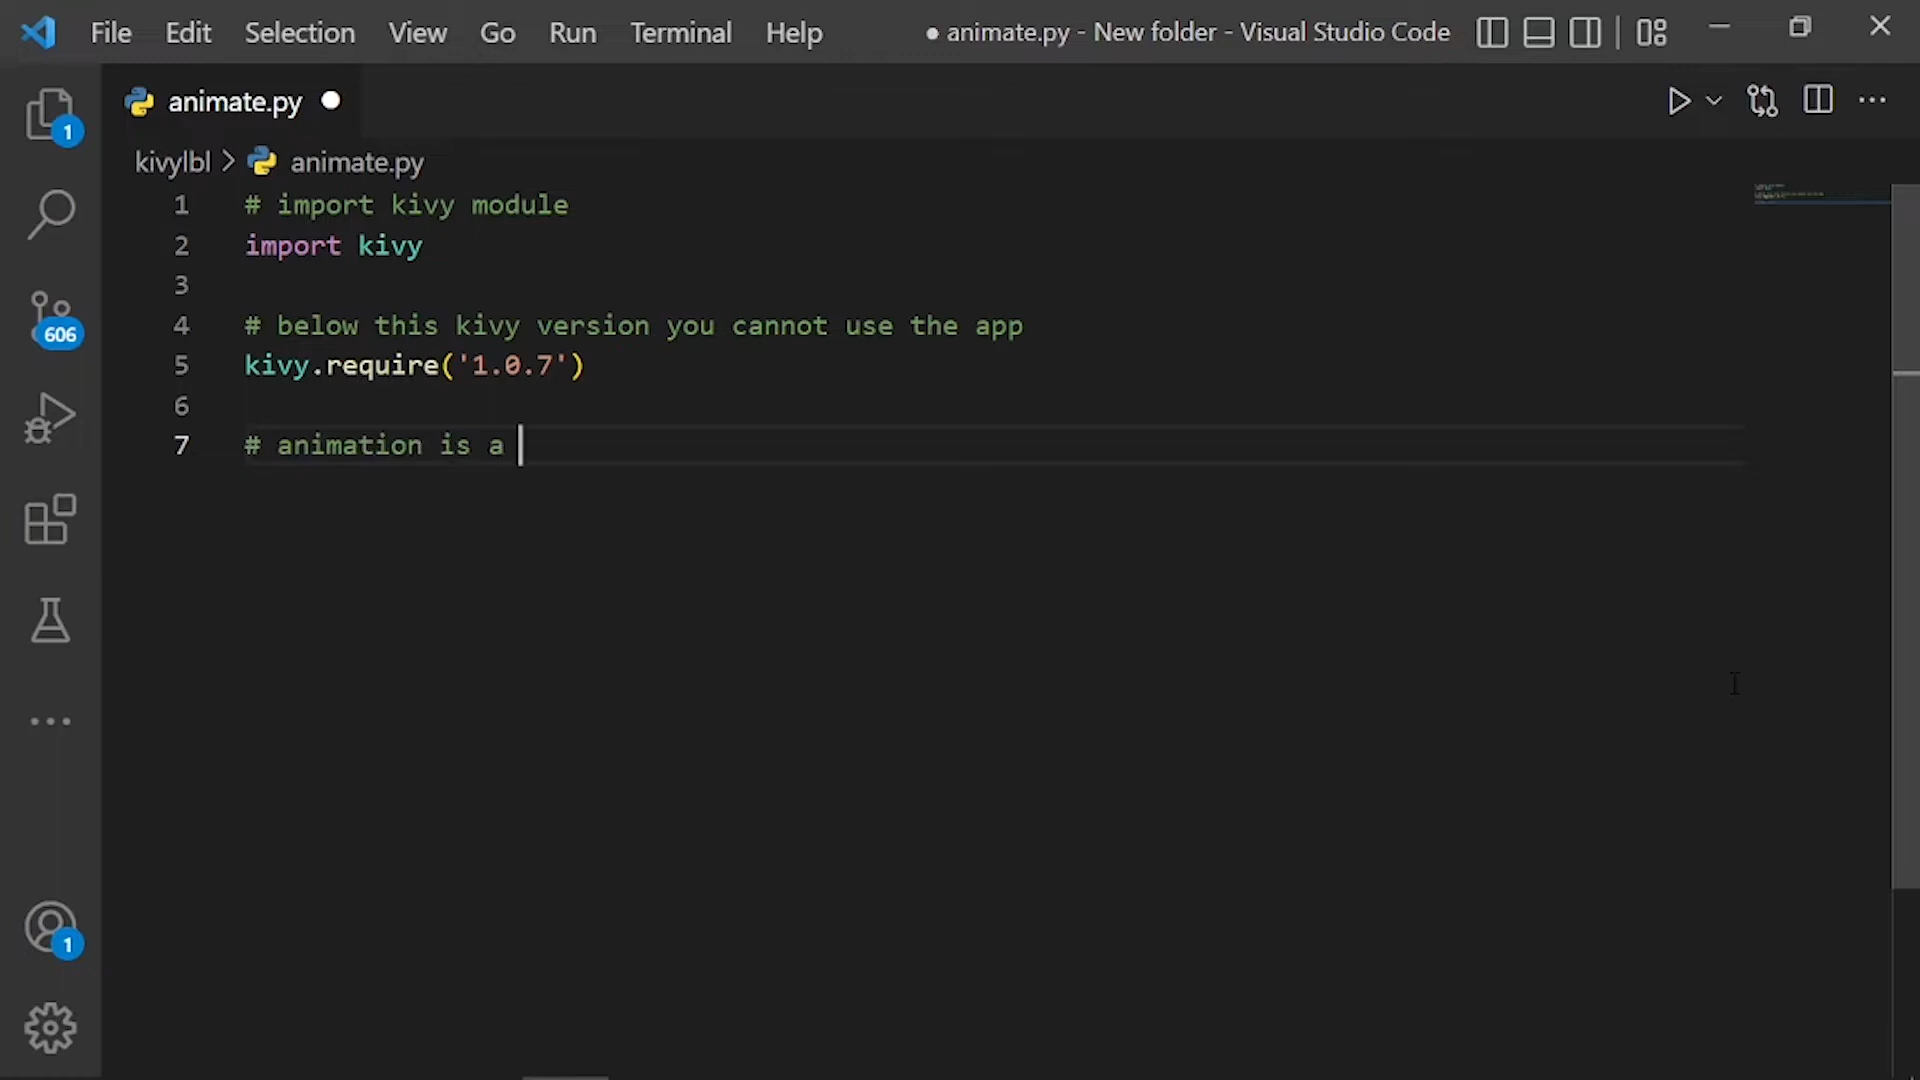 File Edit Selection View Go Run Terminal Help ● animate.py - New folder - Visual Studio Code
animate.py
1
kivylbl > animate.py
1 # import kivy module
2 import kivy
3
4 # below this kivy version you cannot use the app
606
5 kivy.require('1.0.7')
6
7 # animation is a
1